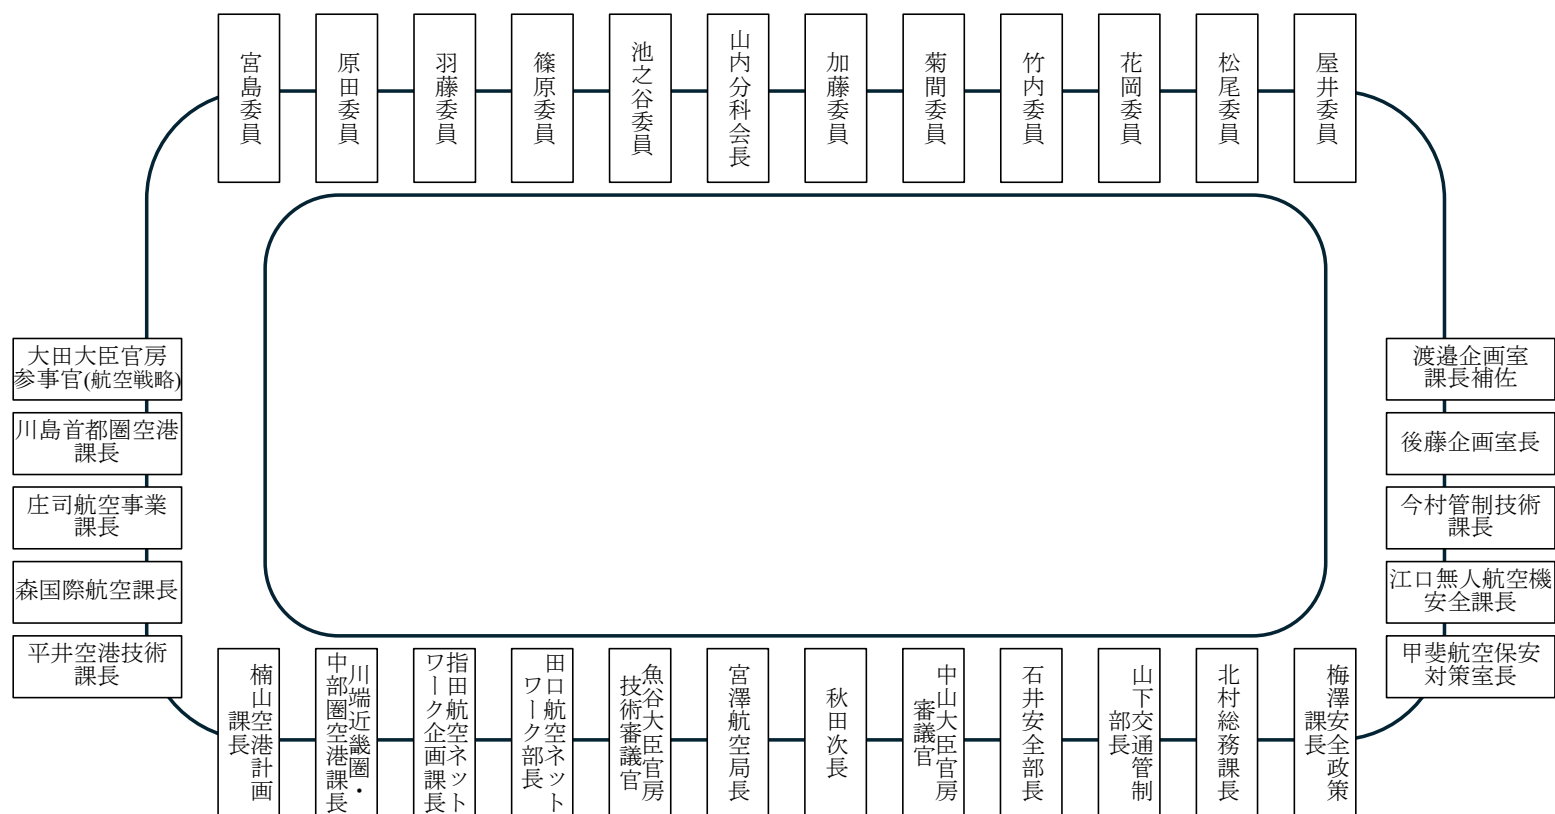 宮島委員
原田委員
羽藤委員
篠原委員
池之谷委員
山内分科会長
加藤委員
菊間委員
竹内委員
花岡委員
松尾委員
屋井委員
大田大臣官房
参事官(航空戦略)
川島首都圏空港
課長
庄司航空事業
課長
森国際航空課長
平井空港技術
課長
渡邉企画室
課長補佐
後藤企画室長
今村管制技術
課長
江口無人航空機
安全課長
甲斐航空保安
対策室長
楠山空港計画
課長
川端近畿圏・
中部圏空港課長
指田航空ネット
ワーク企画課長
田口航空ネット
ワーク部長
魚谷大臣官房
技術審議官
宮澤航空局長
秋田次長
中山大臣官房
審議官
石井安全部長
山下交通管制
部長
北村総務課長
梅澤安全政策
課長